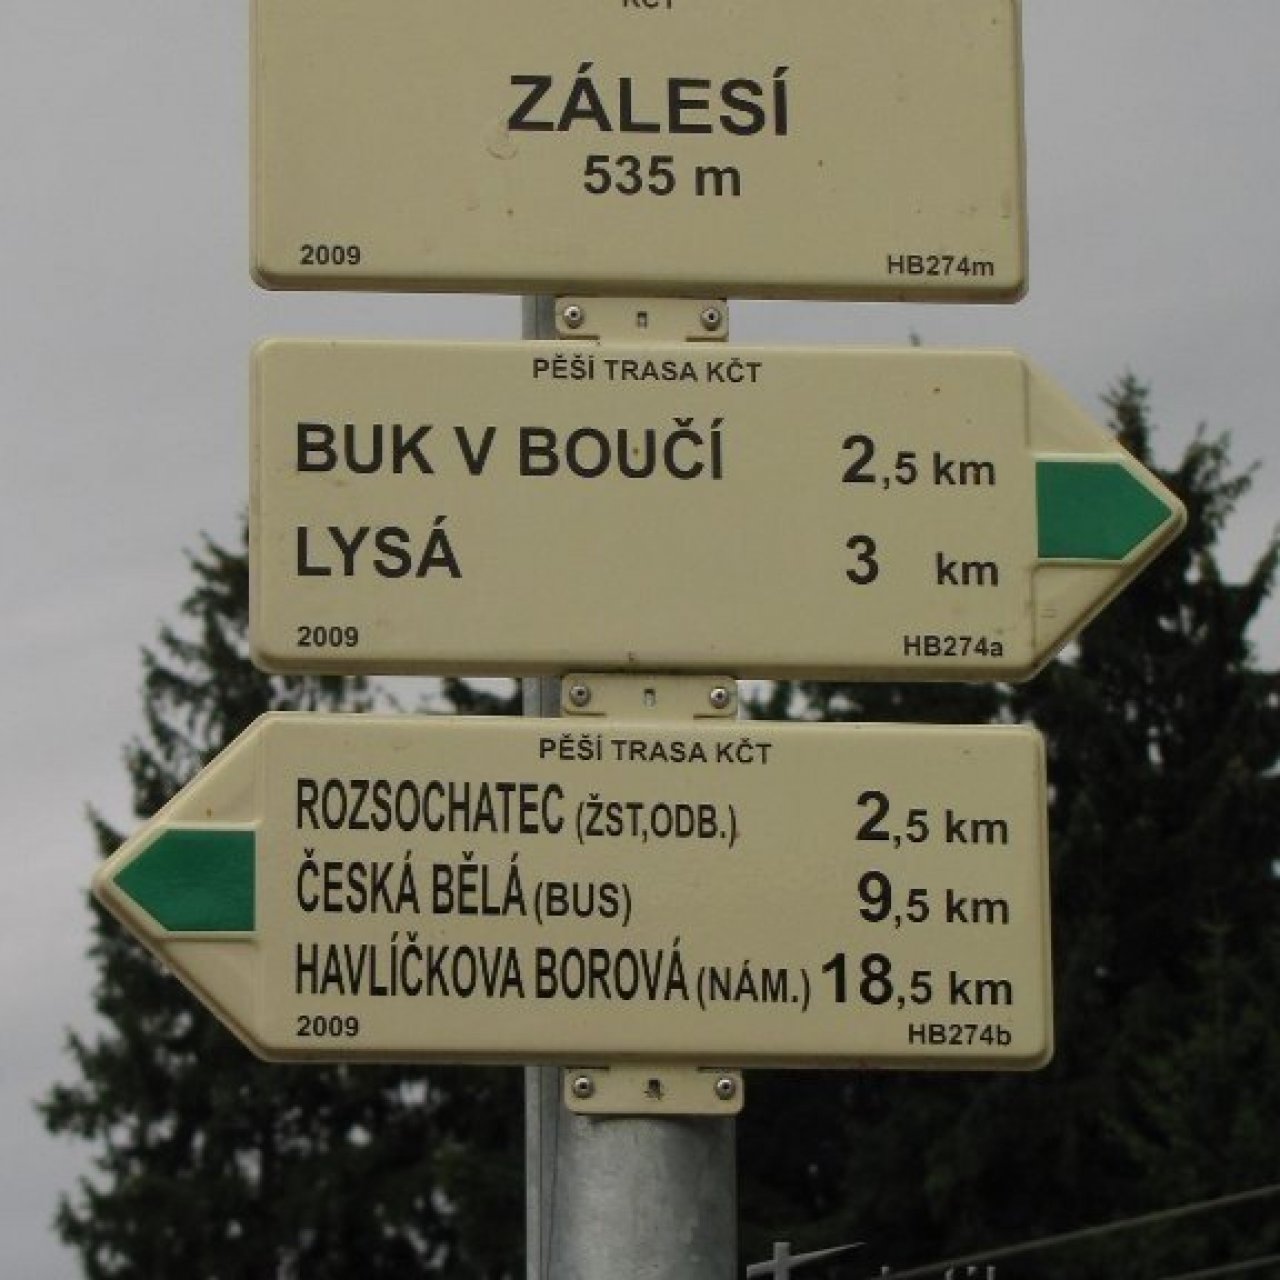 KČT
ZÁLESÍ
535 m
2009 HB274m
PĚŠÍ TRASA KČT
BUK V BOUČÍ 2,5 km
LYSÁ 3 km
2009 HB274a
PĚŠÍ TRASA KČT
ROZSOCHATEC (ŽST,ODB.) 2,5 km
ČESKÁ BĚLÁ (BUS) 9,5 km
HAVLÍČKOVA BOROVÁ (NÁM.) 18,5 km
2009 HB274b